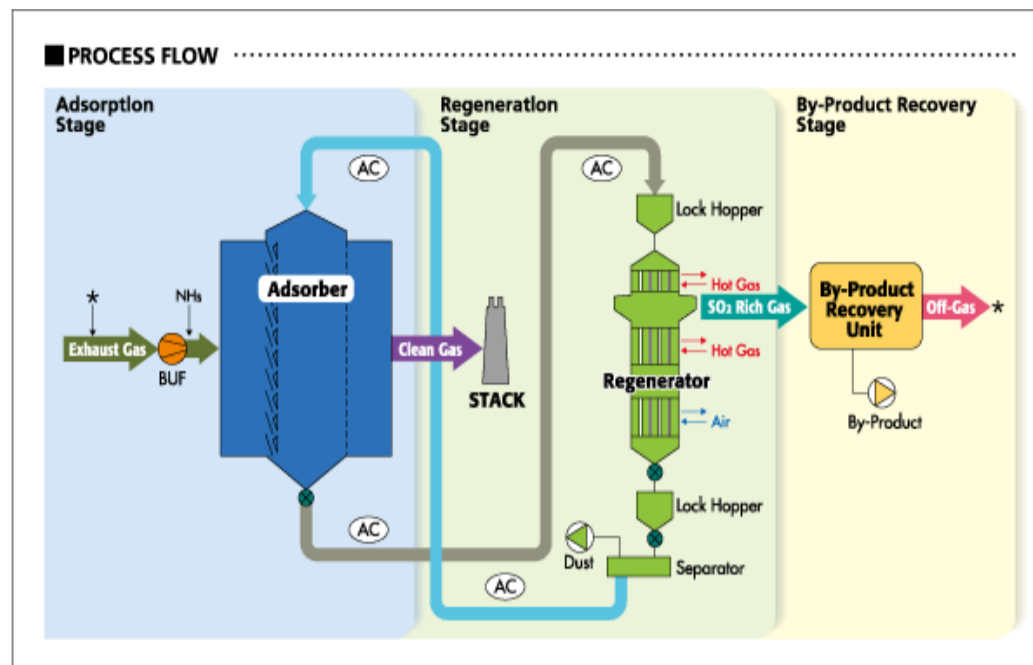 PROCESS FLOW
Adsorption
Stage
Regeneration
Stage
By-Product Recovery
Stage
AC
AC
Lock Hopper
Adsorber
Hot Gas
SO₂ Rich Gas
By-Product
Recovery
Unit
Off-Gas
*
*
NHs
Exhaust Gas
BUF
Clean Gas
STACK
Hot Gas
Regenerator
Air
By-Product
Lock Hopper
AC
Dust
Separator
AC